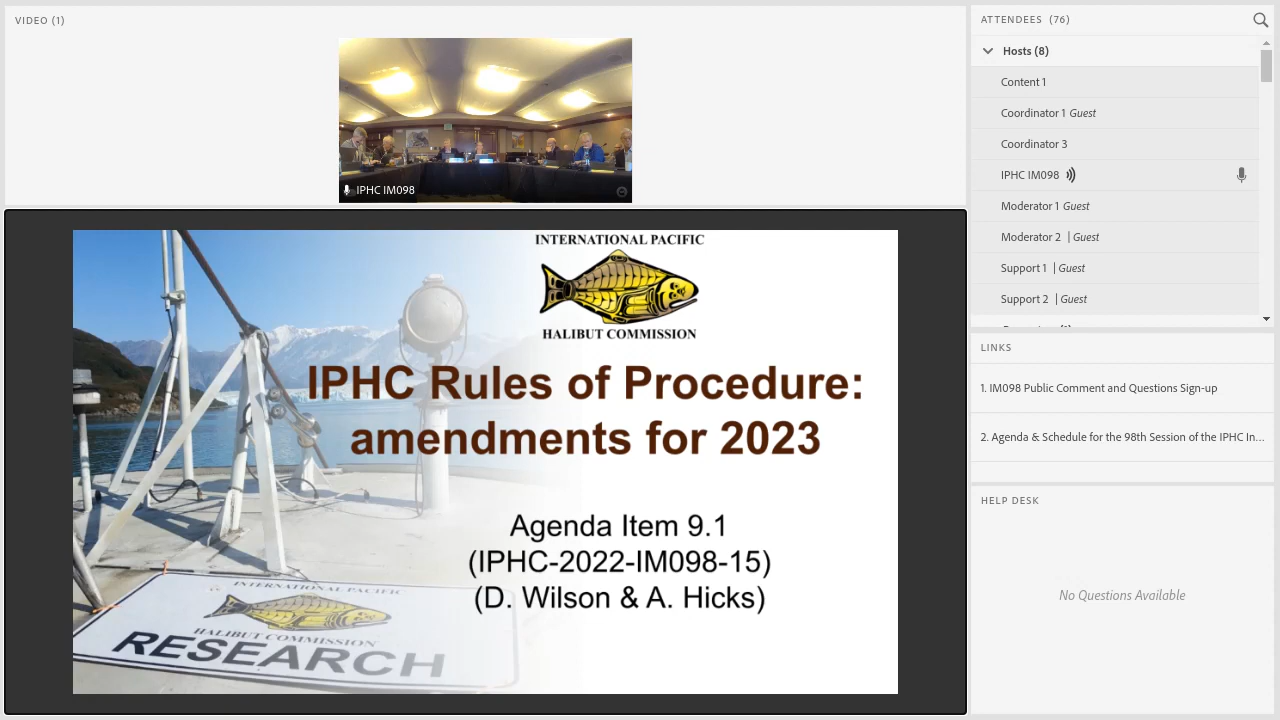 VIDEO (1)
IPHC IM098
INTERNATIONAL PACIFIC
HALIBUT COMMISSION
IPHC Rules of Procedure:
amendments for 2023
Agenda Item 9.1
(IPHC-2022-IM098-15)
(D. Wilson & A. Hicks)
INTERNATIONAL PACIFIC
HALIBUT COMMISSION
RESEARCH
ATTENDEES (76)
Hosts (8)
Content 1
Coordinator 1 Guest
Coordinator 3
IPHC IM098
Moderator 1 Guest
Moderator 2 | Guest
Support 1 | Guest
Support 2 | Guest
LINKS
1. IM098 Public Comment and Questions Sign-up
2. Agenda & Schedule for the 98th Session of the IPHC In...
HELP DESK
No Questions Available